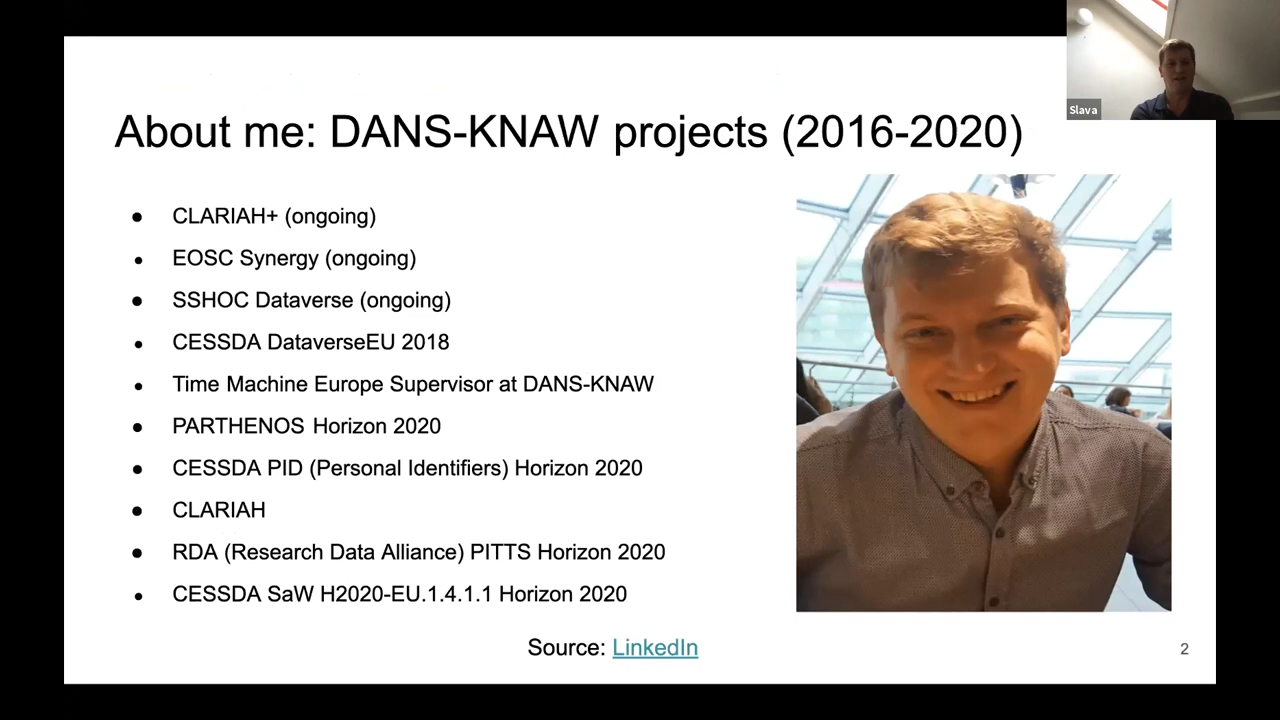 Slava
About me: DANS-KNAW projects (2016-2020)
● CLARIAH+ (ongoing)
● EOSC Synergy (ongoing)
● SSHOC Dataverse (ongoing)
● CESSDA DataverseEU 2018
● Time Machine Europe Supervisor at DANS-KNAW
● PARTHENOS Horizon 2020
● CESSDA PID (Personal Identifiers) Horizon 2020
● CLARIAH
● RDA (Research Data Alliance) PITTS Horizon 2020
● CESSDA SaW H2020-EU.1.4.1.1 Horizon 2020
Source: LinkedIn
2